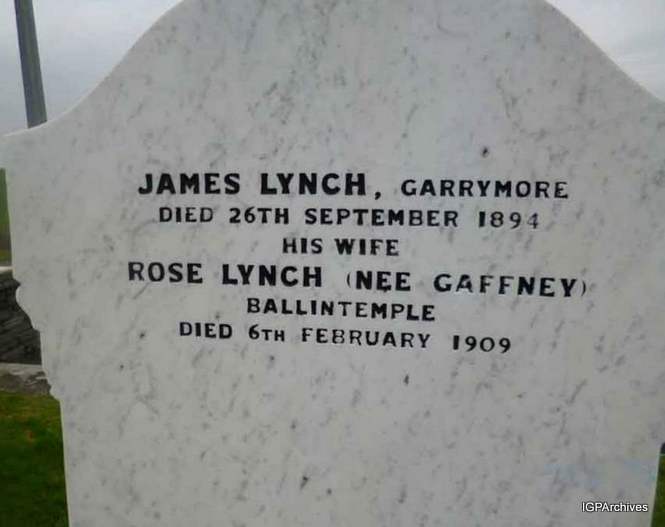 JAMES LYNCH, GARRYMORE
DIED 26TH SEPTEMBER 1894
HIS WIFE
ROSE LYNCH (NEE GAFFNEY)
BALLINTEMPLE
DIED 6TH FEBRUARY 1909
IGPArchives